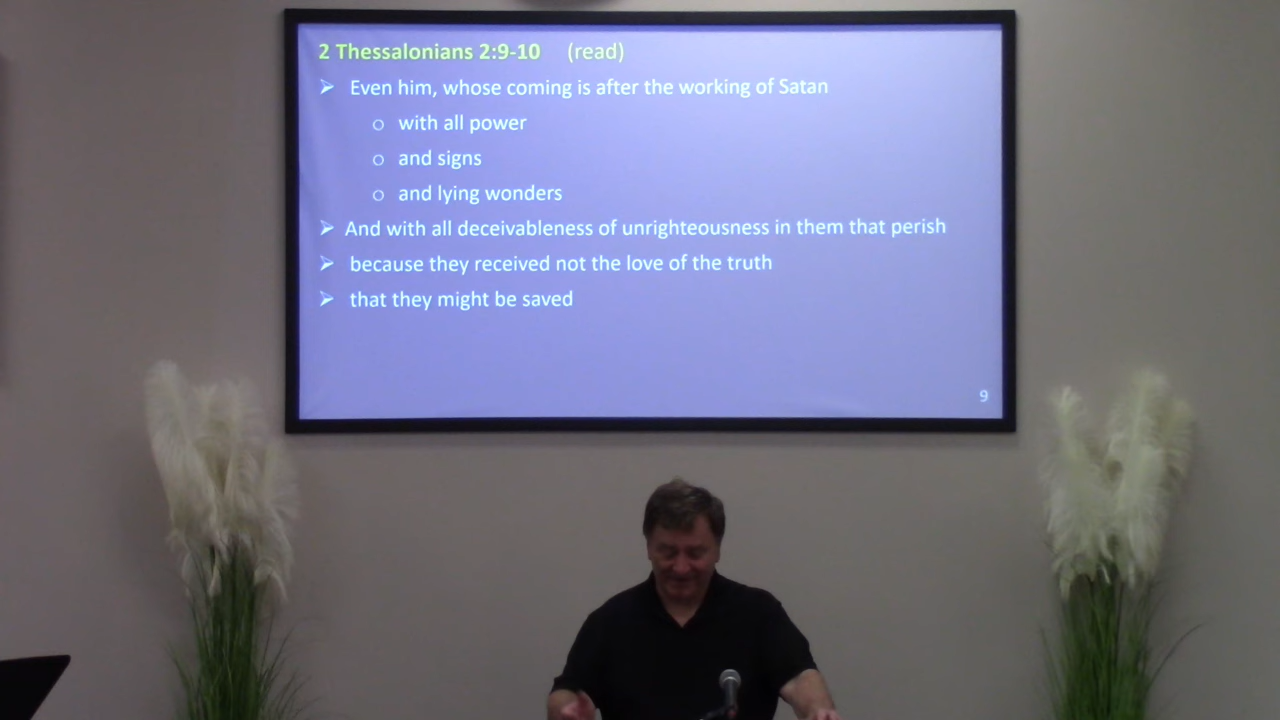 2 Thessalonians 2:9-10 (read)
➢ Even him, whose coming is after the working of Satan
o with all power
o and signs
o and lying wonders
➢ And with all deceivableness of unrighteousness in them that perish
➢ because they received not the love of the truth
➢ that they might be saved
9